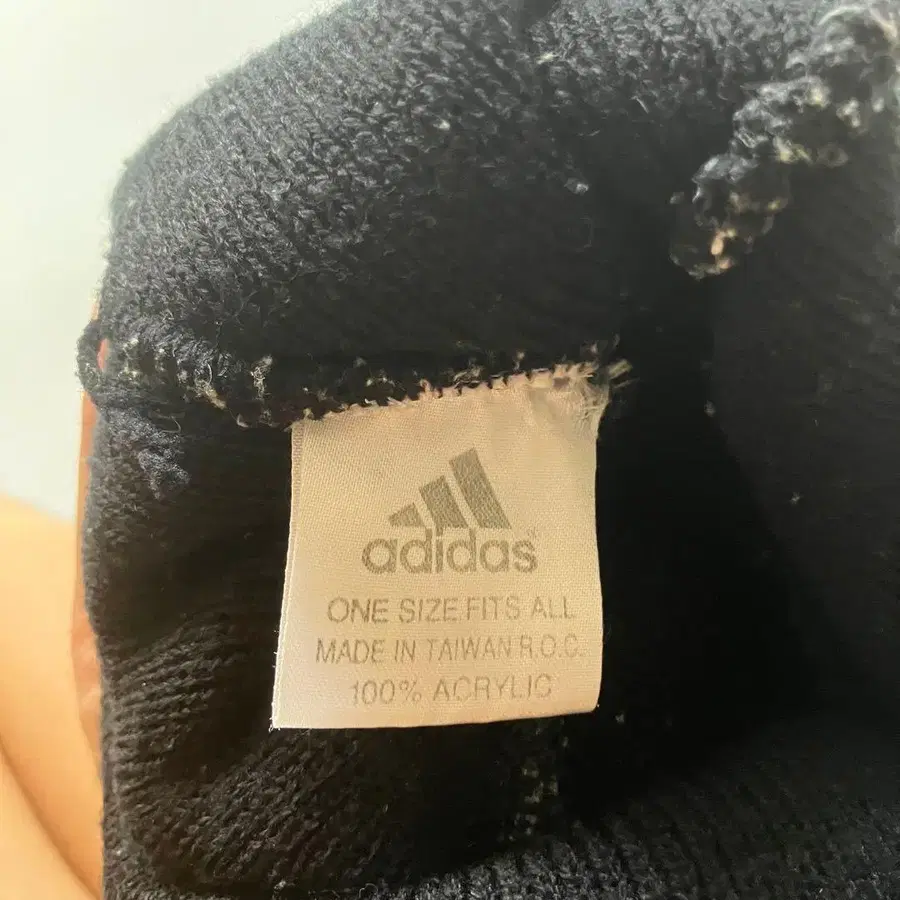 adidas
ONE SIZE FITS ALL
MADE IN TAIWAN R.O.C.
100% ACRYLIC